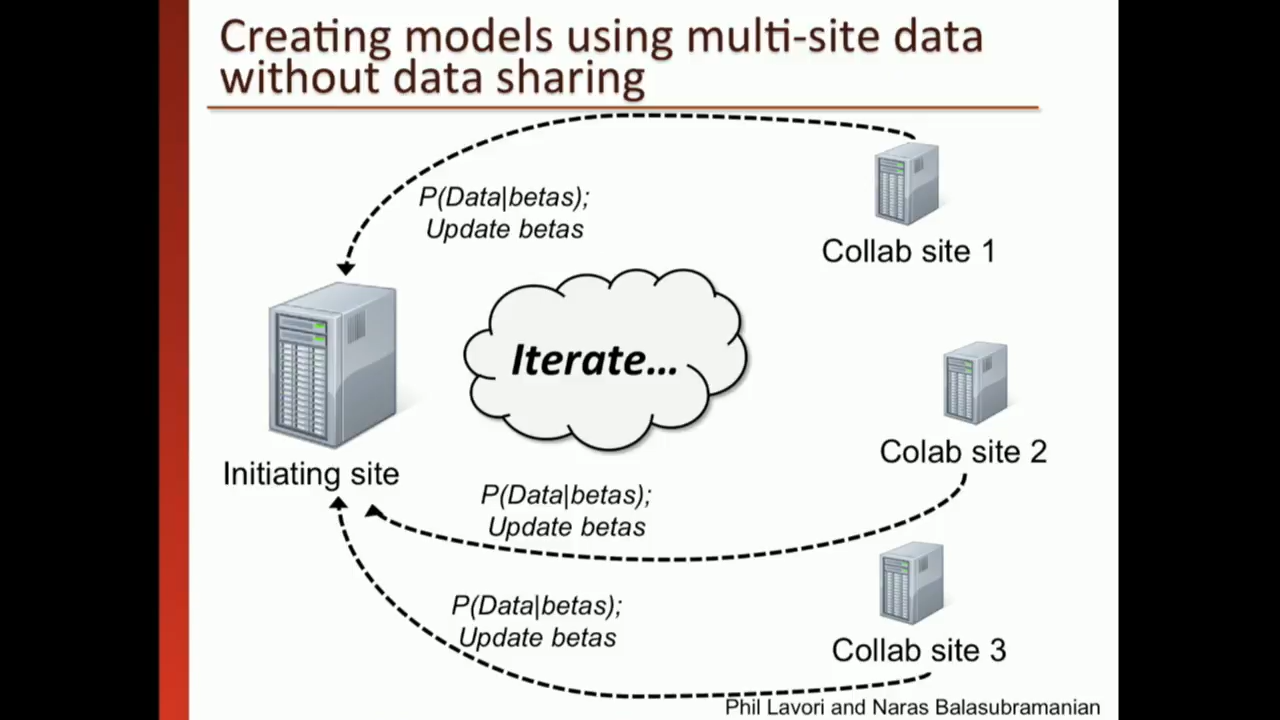 Creating models using multi-site data
without data sharing
P(Data|betas);
Update betas
Collab site 1
Iterate...
Colab site 2
Initiating site
P(Data|betas);
Update betas
P(Data|betas);
Update betas
Collab site 3
Phil Lavori and Naras Balasubramanian